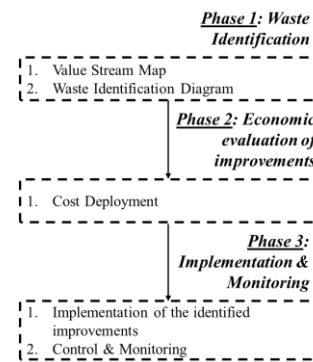 Phase 1: Waste
Identification
1. Value Stream Map
2. Waste Identification Diagram
Phase 2: Economic
evaluation of
improvements
1. Cost Deployment
Phase 3:
Implementation &
Monitoring
1. Implementation of the identified
improvements
2. Control & Monitoring